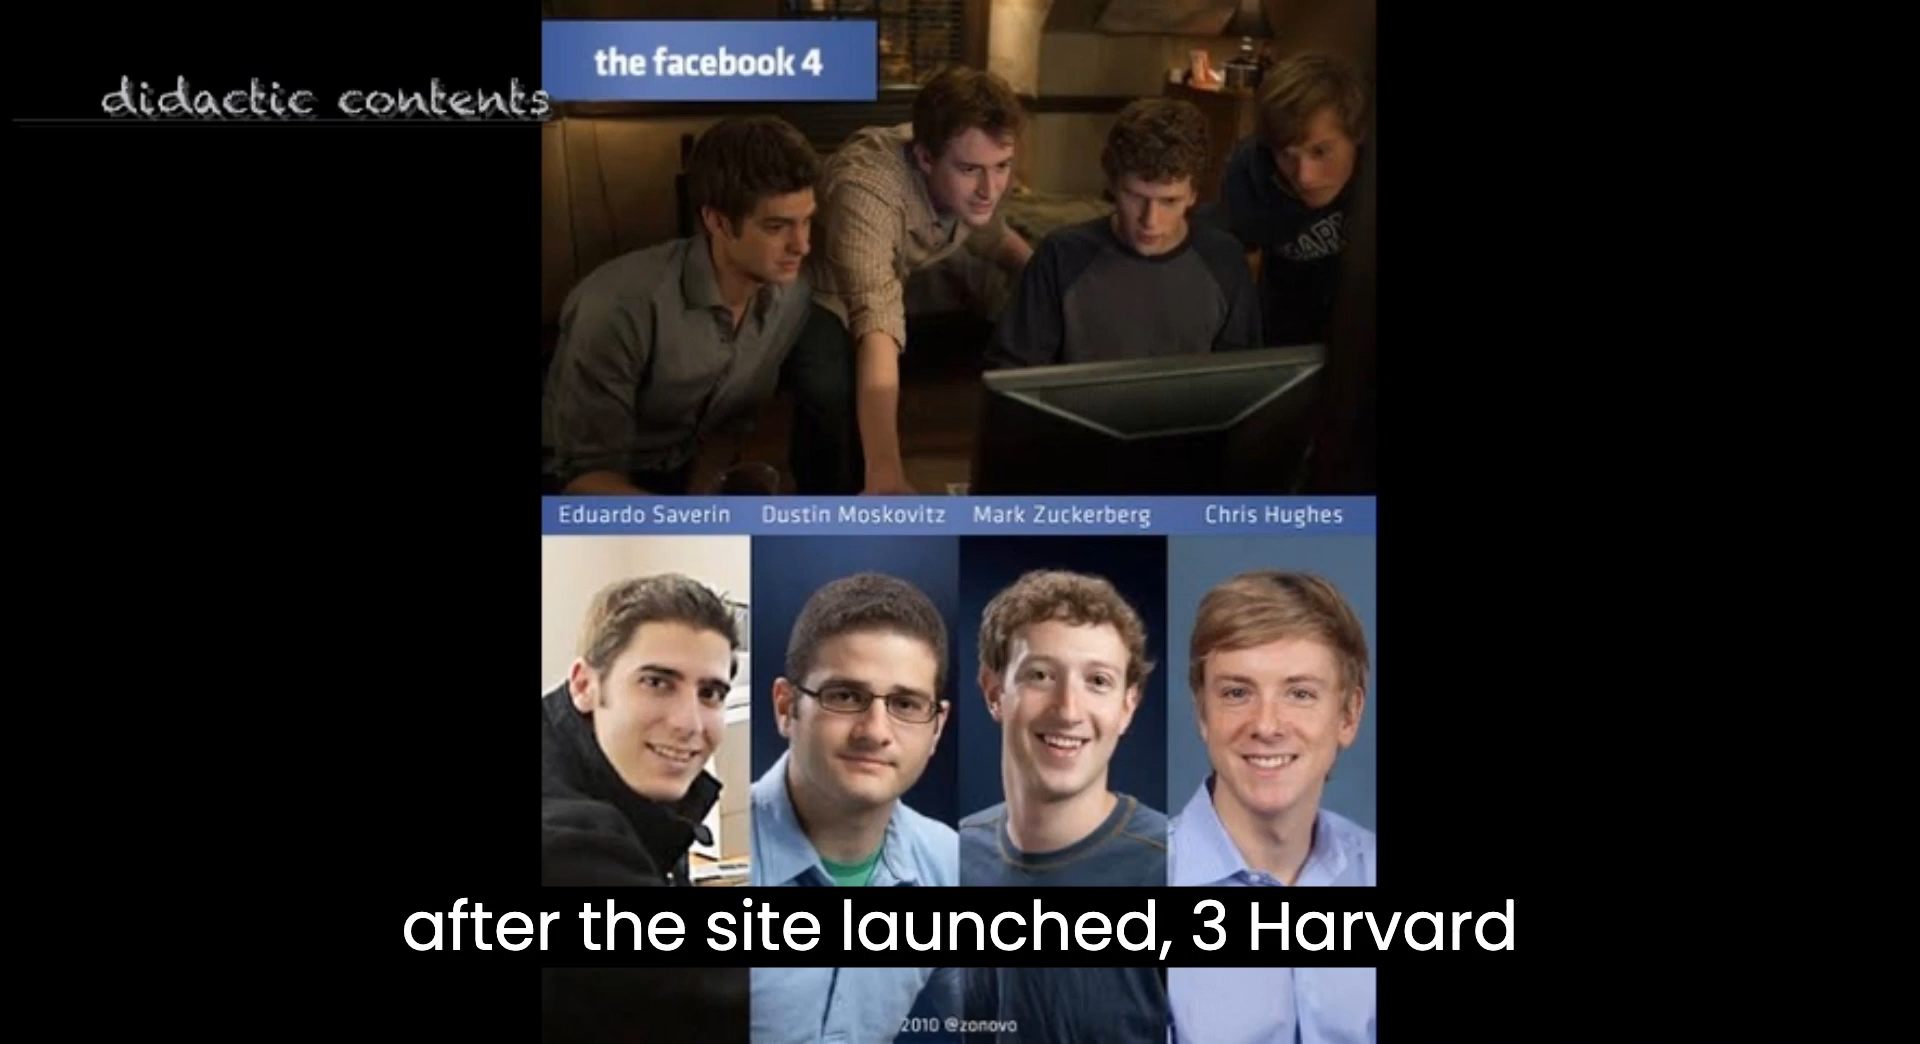 the facebook 4
didactic contents
Eduardo Saverin Dustin Moskovitz Mark Zuckerberg Chris Hughes
after the site launched, 3 Harvard
2010 @zonovo